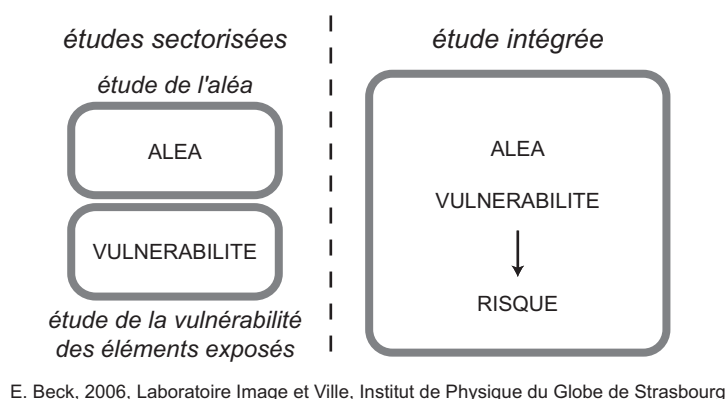 études sectorisées
étude de l'aléa
ALEA
VULNERABILITE
étude de la vulnérabilité
des éléments exposés
étude intégrée
ALEA
VULNERABILITE
RISQUE
E. Beck, 2006, Laboratoire Image et Ville, Institut de Physique du Globe de Strasbourg